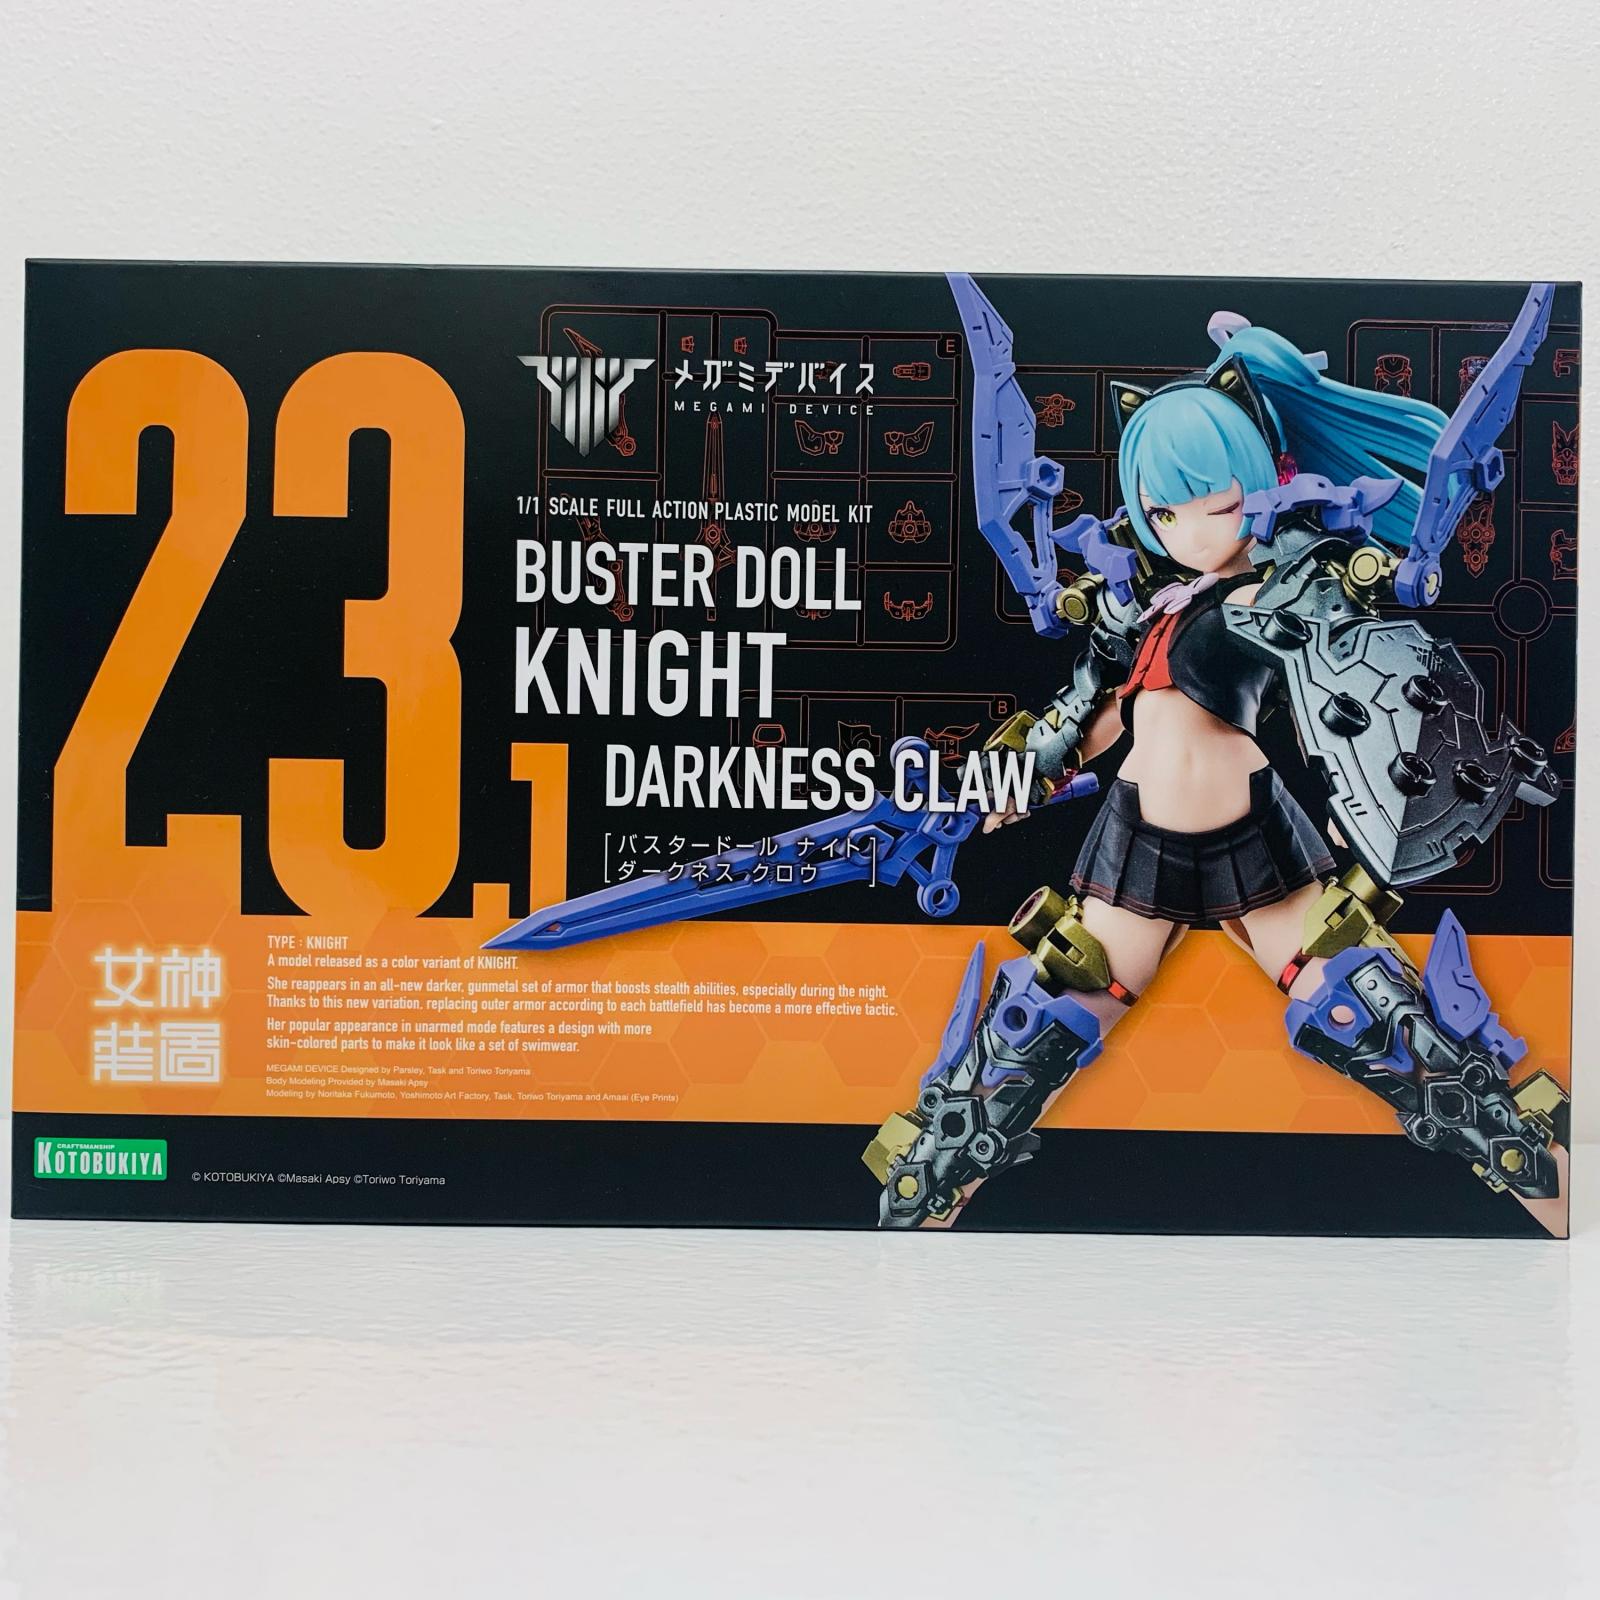 23.1
メガミデバイス
MEGAMI DEVICE
E
1/1 SCALE FULL ACTION PLASTIC MODEL KIT
BUSTER DOLL
KNIGHT
B
DARKNESS CLAW
[バスタードール ナイト
ダークネス クロウ]
女神
装置
TYPE : KNIGHT
A model released as a color variant of KNIGHT.
She reappears in an all-new darker, gunmetal set of armor that boosts stealth abilities, especially during the night.
Thanks to this new variation, replacing outer armor according to each battlefield has become a more effective tactic.
Her popular appearance in unarmed mode features a design with more
skin-colored parts to make it look like a set of swimwear.
MEGAMI DEVICE Designed by Parsley, Task and Toriwo Toriyama
Body Modeling Provided by Masaki Apsy
Modeling by Noritaka Fukumoto, Yoshimoto Art Factory, Task, Toriwo Toriyama and Amasi (Eye Prints)
CRAFTSMANSHIP
KOTOBUKIYA
© KOTOBUKIYA ©Masaki Apsy ©Toriwo Toriyama